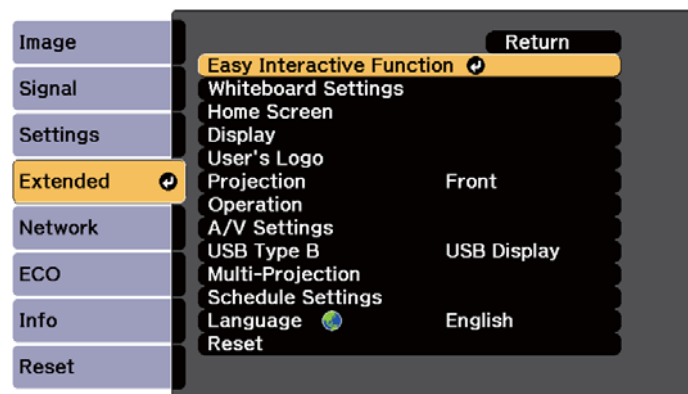 Image
Signal
Settings
Extended
Network
ECO
Info
Reset
Return
Easy Interactive Function
Whiteboard Settings
Home Screen
Display
User's Logo
Projection Front
Operation
A/V Settings
USB Type B USB Display
Multi-Projection
Schedule Settings
Language English
Reset